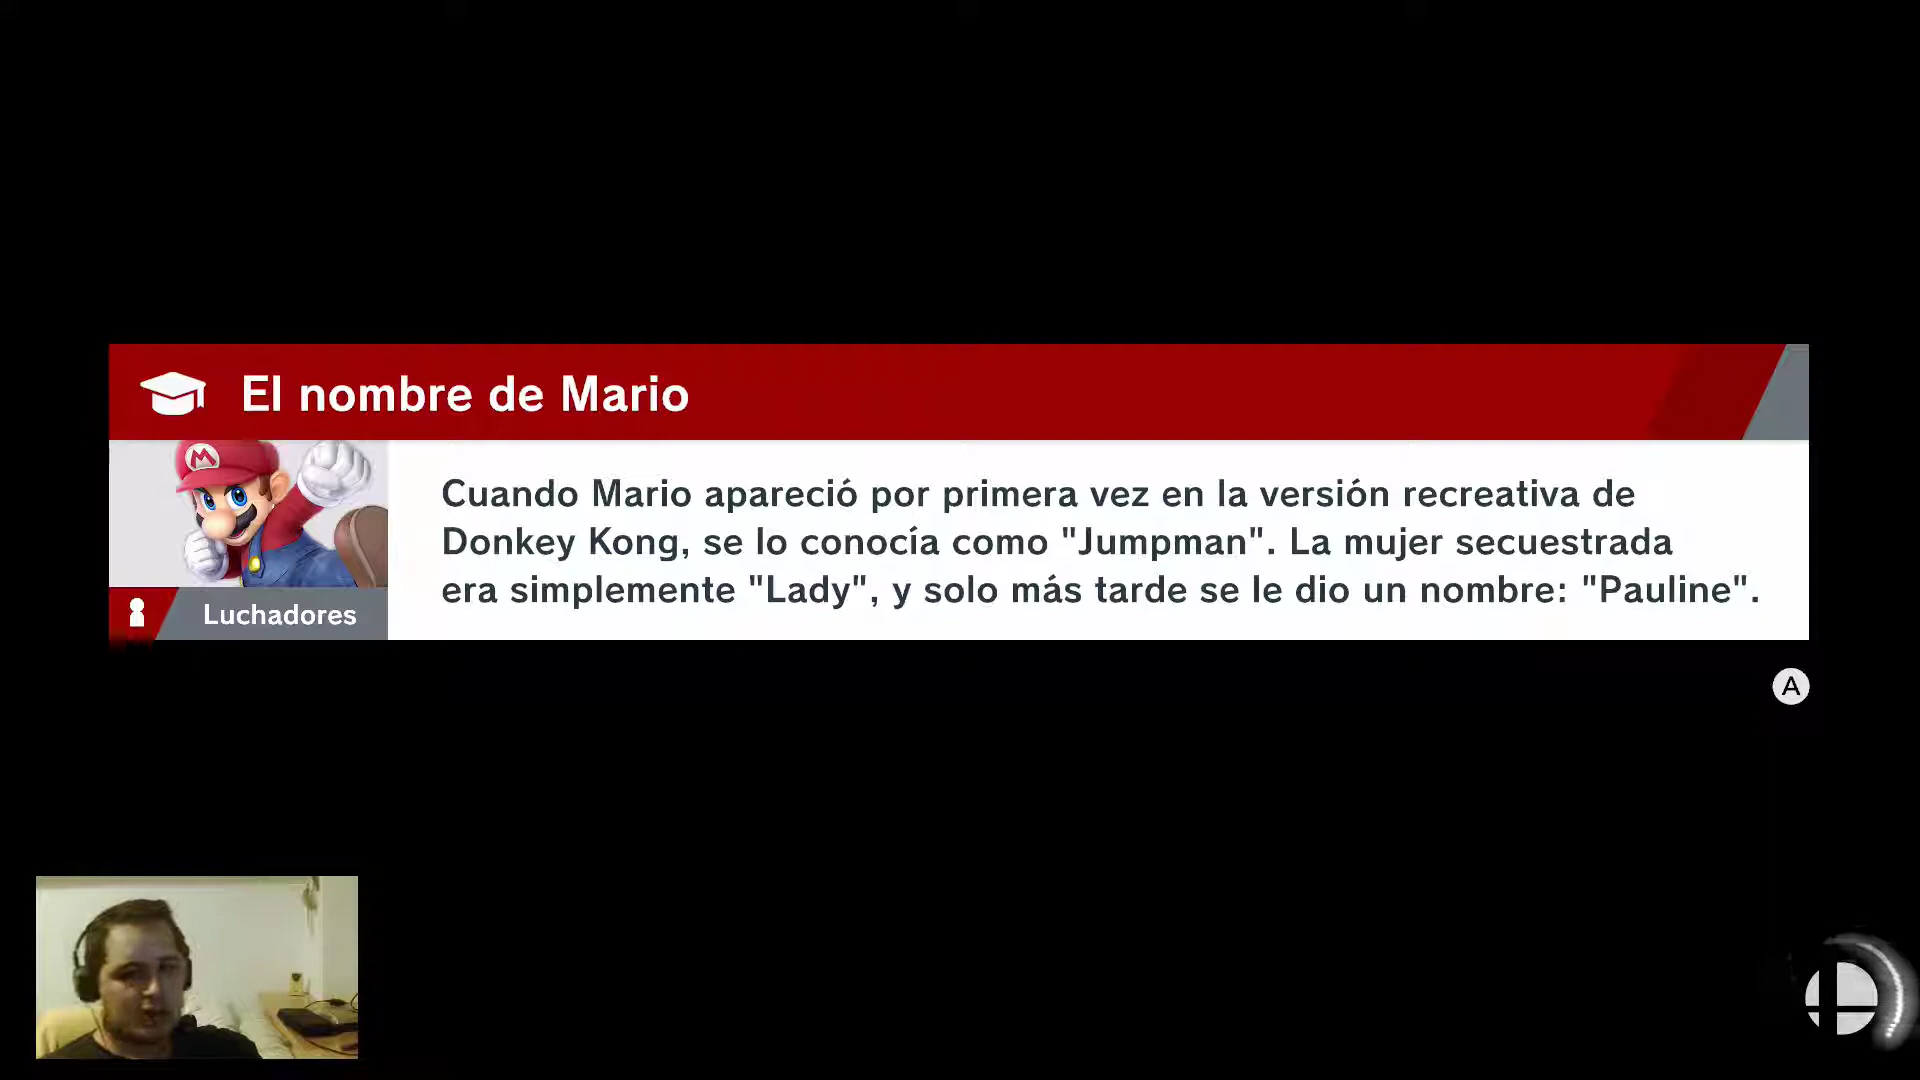 El nombre de Mario
Cuando Mario apareció por primera vez en la versión recreativa de
Donkey Kong, se lo conocía como "Jumpman". La mujer secuestrada
era simplemente "Lady", y solo más tarde se le dio un nombre: "Pauline".
Luchadores
A